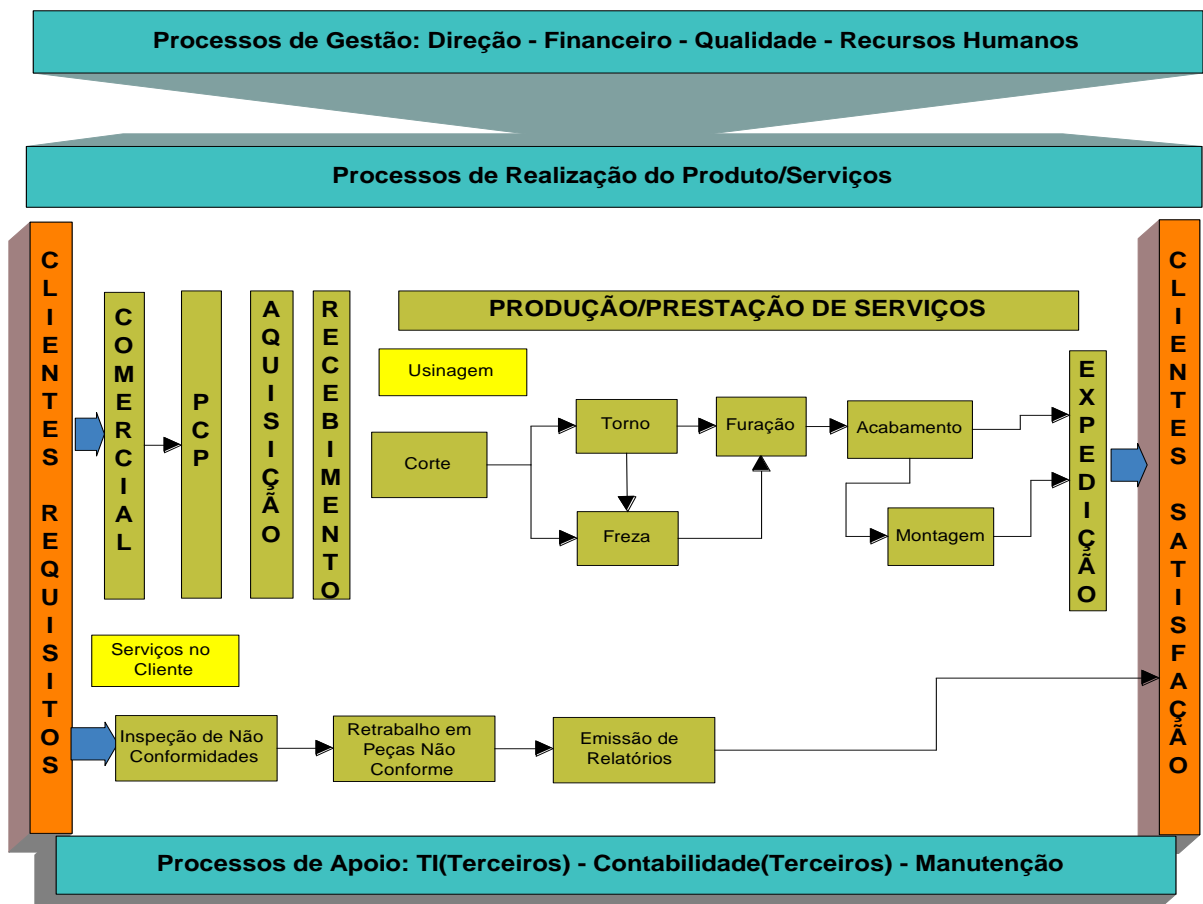 Processos de Gestão: Direção - Financeiro - Qualidade - Recursos Humanos
Processos de Realização do Produto/Serviços
CLIENTES REQUISITOS
COMERCIAL
PCP
AQUISIÇÃO
RECEBIMENTO
PRODUÇÃO/PRESTAÇÃO DE SERVIÇOS
Usinagem
Corte
Torno
Freza
Furação
Acabamento
Montagem
EXPEDIÇÃO
CLIENTES SATISFAÇÃO
Serviços no
Cliente
Inspeção de Não
Conformidades
Retrabalho em
Peças Não
Conforme
Emissão de
Relatórios
Processos de Apoio: TI(Terceiros) - Contabilidade(Terceiros) - Manutenção